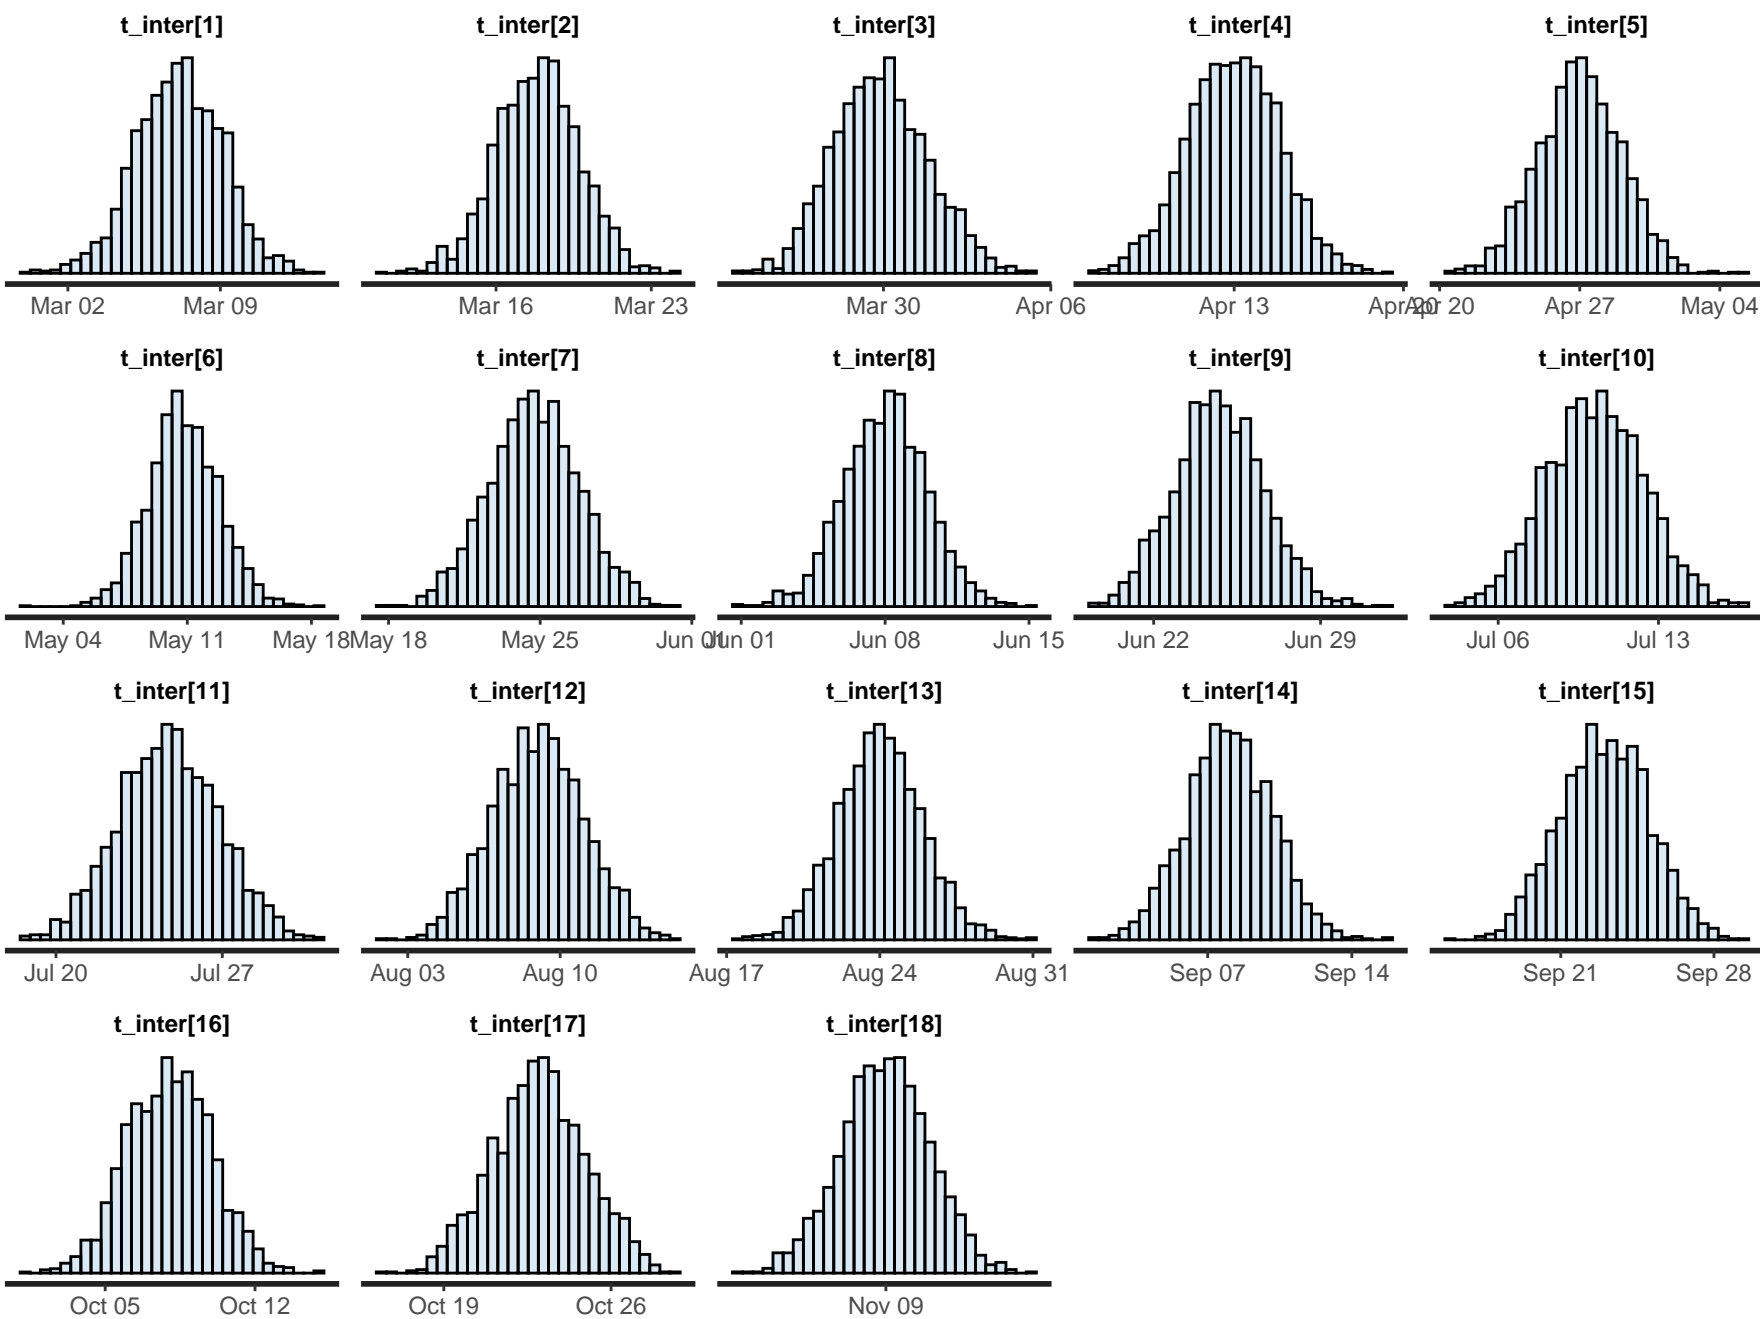 t_inter[1] t_inter[2] t_inter[3] t_inter[4] t_inter[5]
Mar 02 Mar 09 Mar 16 Mar 23 Mar 30 Apr 06 Apr 13 Apr 20 Apr 20 Apr 27 May 04
t_inter[6] t_inter[7] t_inter[8] t_inter[9] t_inter[10]
May 04 May 11 May 18 May 18 May 25 Jun 01 Jun 01 Jun 08 Jun 15 Jun 22 Jun 29 Jul 06 Jul 13
t_inter[11] t_inter[12] t_inter[13] t_inter[14] t_inter[15]
Jul 20 Jul 27 Aug 03 Aug 10 Aug 17 Aug 24 Aug 31 Sep 07 Sep 14 Sep 21 Sep 28
t_inter[16] t_inter[17] t_inter[18]
Oct 05 Oct 12 Oct 19 Oct 26 Nov 09